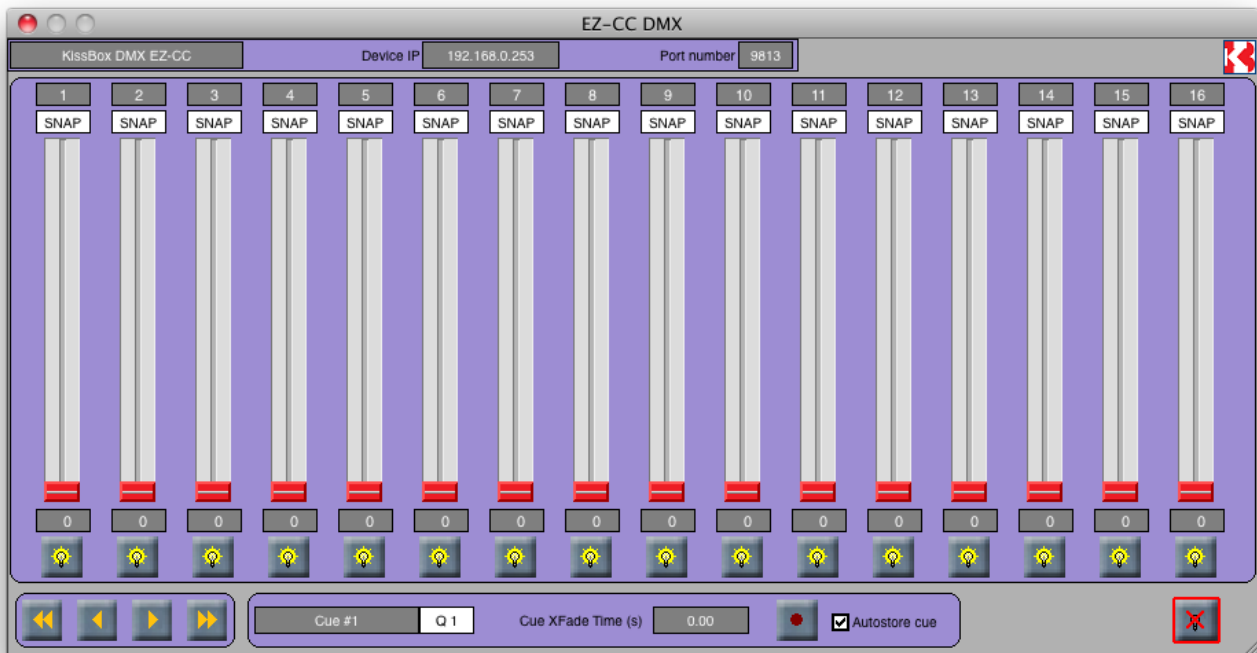 EZ-CC DMX
KissBox DMX EZ-CC Device IP 192.168.0.253 Port number 9813
1 2 3 4 5 6 7 8 9 10 11 12 13 14 15 16
SNAP SNAP SNAP SNAP SNAP SNAP SNAP SNAP SNAP SNAP SNAP SNAP SNAP SNAP SNAP SNAP
0 0 0 0 0 0 0 0 0 0 0 0 0 0 0 0
Cue #1 Q 1 Cue XFade Time (s) 0.00 Autostore cue